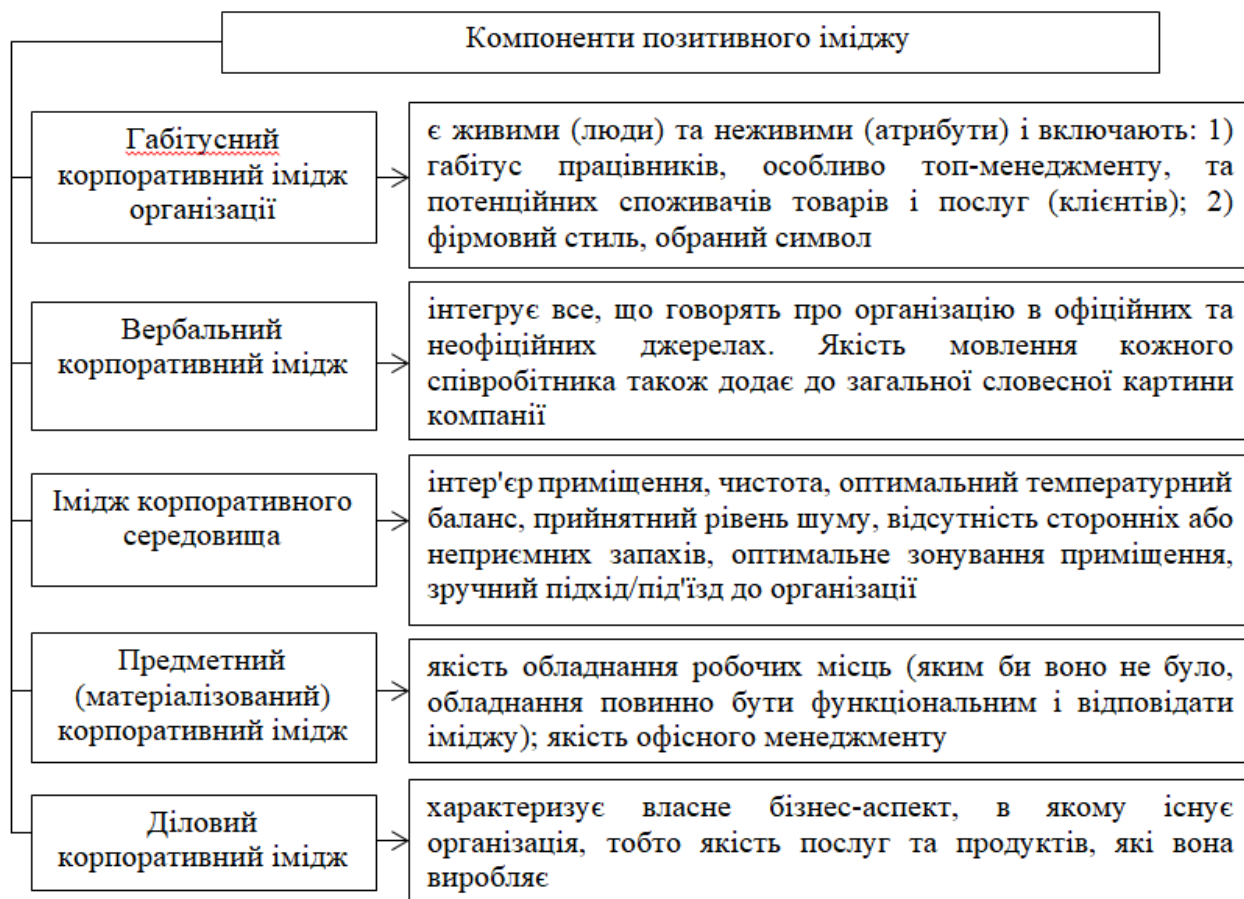 Компоненти позитивного іміджу
Габітусний
корпоративний імідж
організації
є живими (люди) та неживими (атрибути) і включають: 1)
габітус працівників, особливо топ-менеджменту, та
потенційних споживачів товарів і послуг (клієнтів); 2)
фірмовий стиль, обраний символ
Вербальний
корпоративний імідж
інтегрує все, що говорять про організацію в офіційних та
неофіційних джерелах. Якість мовлення кожного
співробітника також додає до загальної словесної картини
компанії
Імідж корпоративного
середовища
інтер'єр приміщення, чистота, оптимальний температурний
баланс, прийнятний рівень шуму, відсутність сторонніх або
неприємних запахів, оптимальне зонування приміщення,
зручний підхід/під'їзд до організації
Предметний
(матеріалізований)
корпоративний імідж
якість обладнання робочих місць (яким би воно не було,
обладнання повинно бути функціональним і відповідати
іміджу); якість офісного менеджменту
Діловий
корпоративний імідж
характеризує власне бізнес-аспект, в якому існує
організація, тобто якість послуг та продуктів, які вона
виробляє